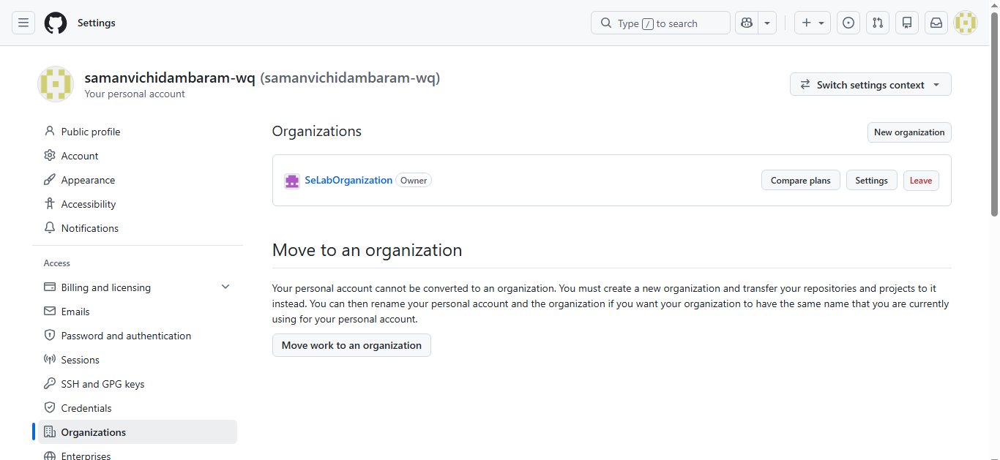 Settings
Type / to search
samanvichidambaram-wq (samanvichidambaram-wq)
Your personal account
Switch settings context
Public profile
Account
Appearance
Accessibility
Notifications
Access
Billing and licensing
Emails
Password and authentication
Sessions
SSH and GPG keys
Credentials
Organizations
Enterprises
Organizations
New organization
SeLabOrganization Owner
Compare plans Settings Leave
Move to an organization
Your personal account cannot be converted to an organization. You must create a new organization and transfer your repositories and projects to it
instead. You can then rename your personal account and the organization if you want your organization to have the same name that you are currently
using for your personal account.
Move work to an organization